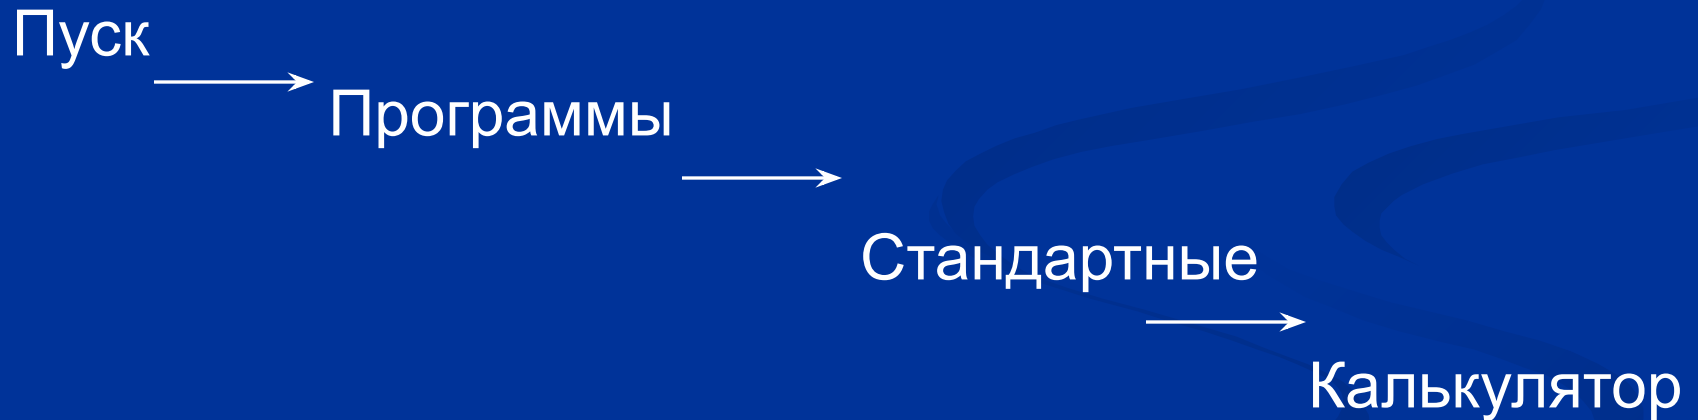 Пуск
Программы
Стандартные
Калькулятор